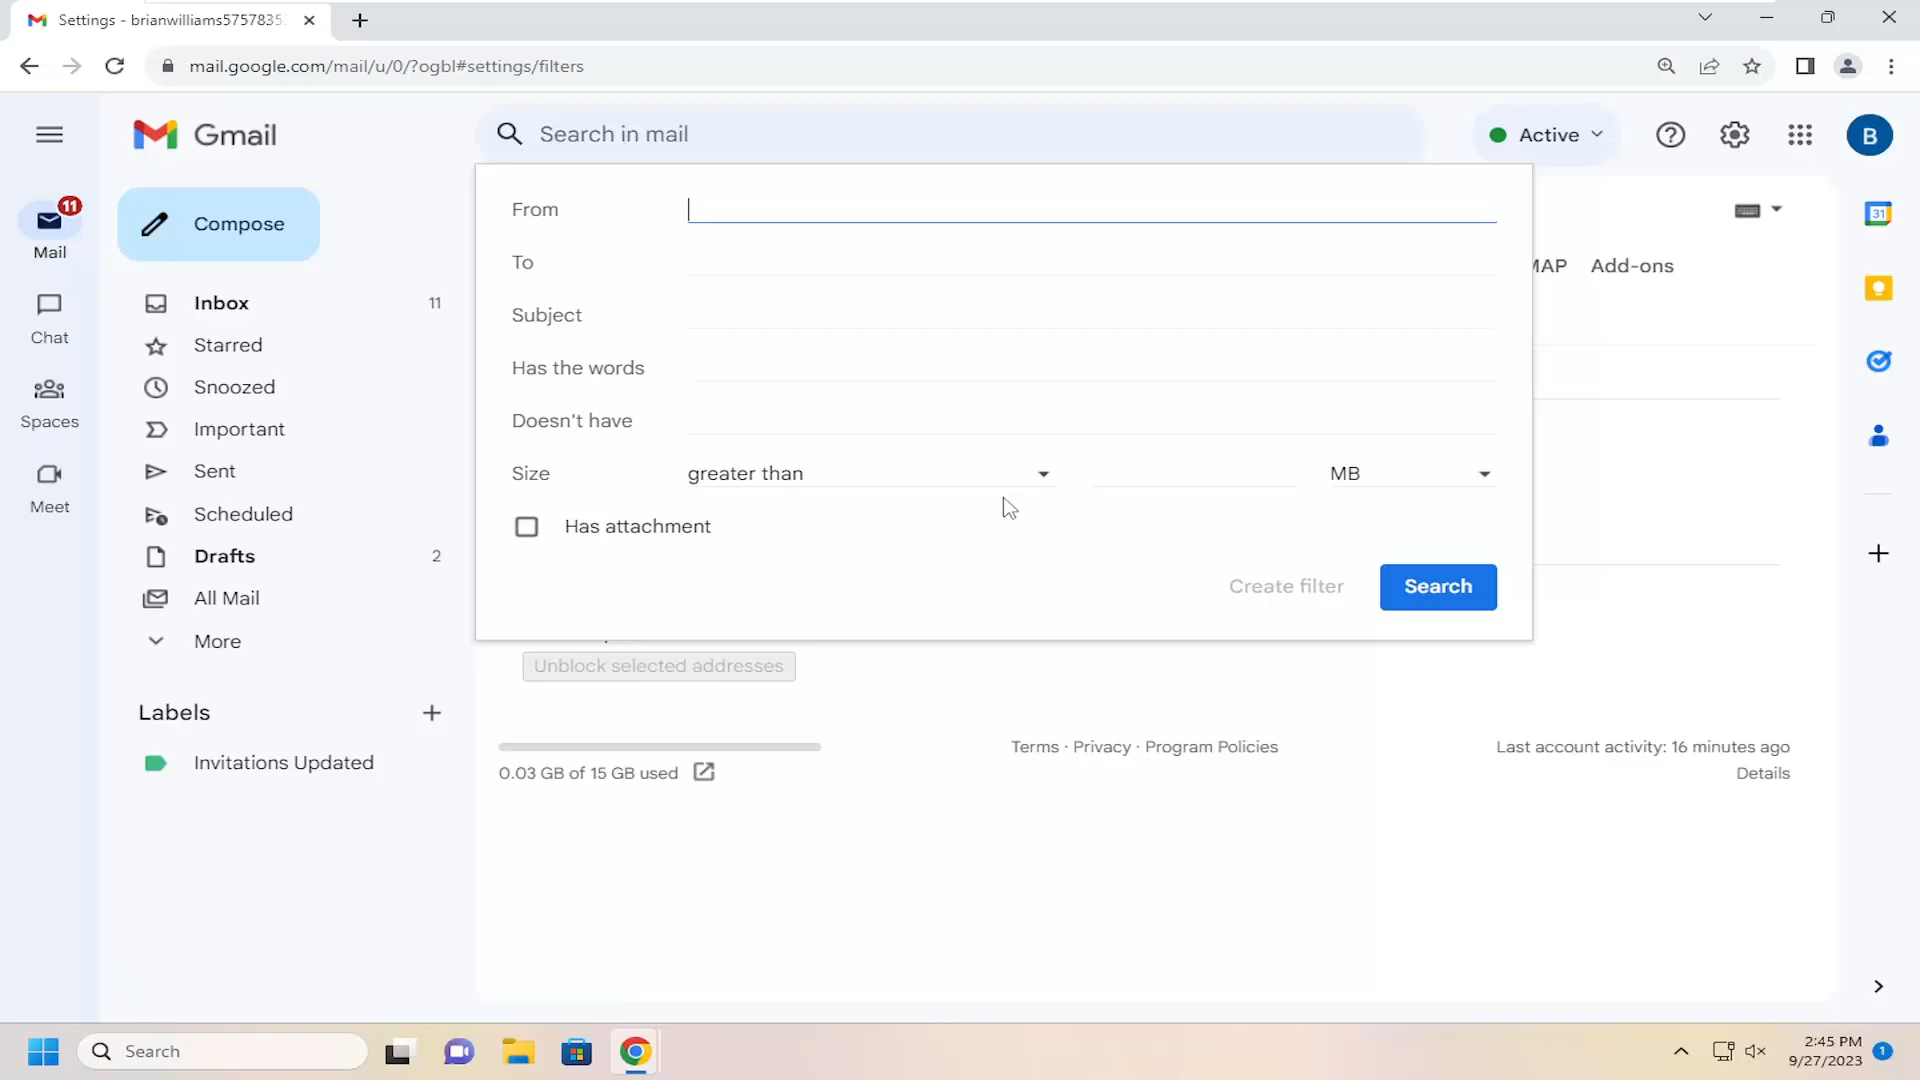 Settings - brianwilliams5757835
mail.google.com/mail/u/0/?ogbl#settings/filters
Gmail
Search in mail
Active
B
11
Mail
Chat
Spaces
Meet
Compose
Inbox 11
Starred
Snoozed
Important
Sent
Scheduled
Drafts 2
All Mail
More
Labels
Invitations Updated
From
To
Subject
Has the words
Doesn't have
Size greater than MB
Has attachment
Create filter Search
MAP Add-ons
31
Unblock selected addresses
0.03 GB of 15 GB used
Terms · Privacy · Program Policies
Last account activity: 16 minutes ago
Details
Search
2:45 PM
9/27/2023
1